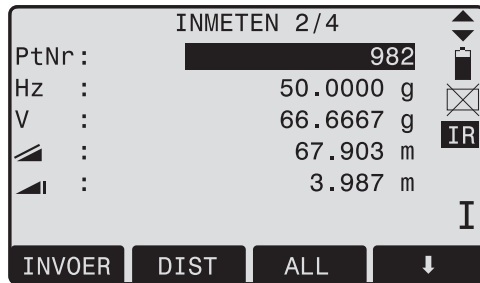 INMETEN 2/4
PtNr: 982
Hz : 50.0000 g
V : 66.6667 g
: 67.903 m
: 3.987 m
IR
I
INVOER DIST ALL